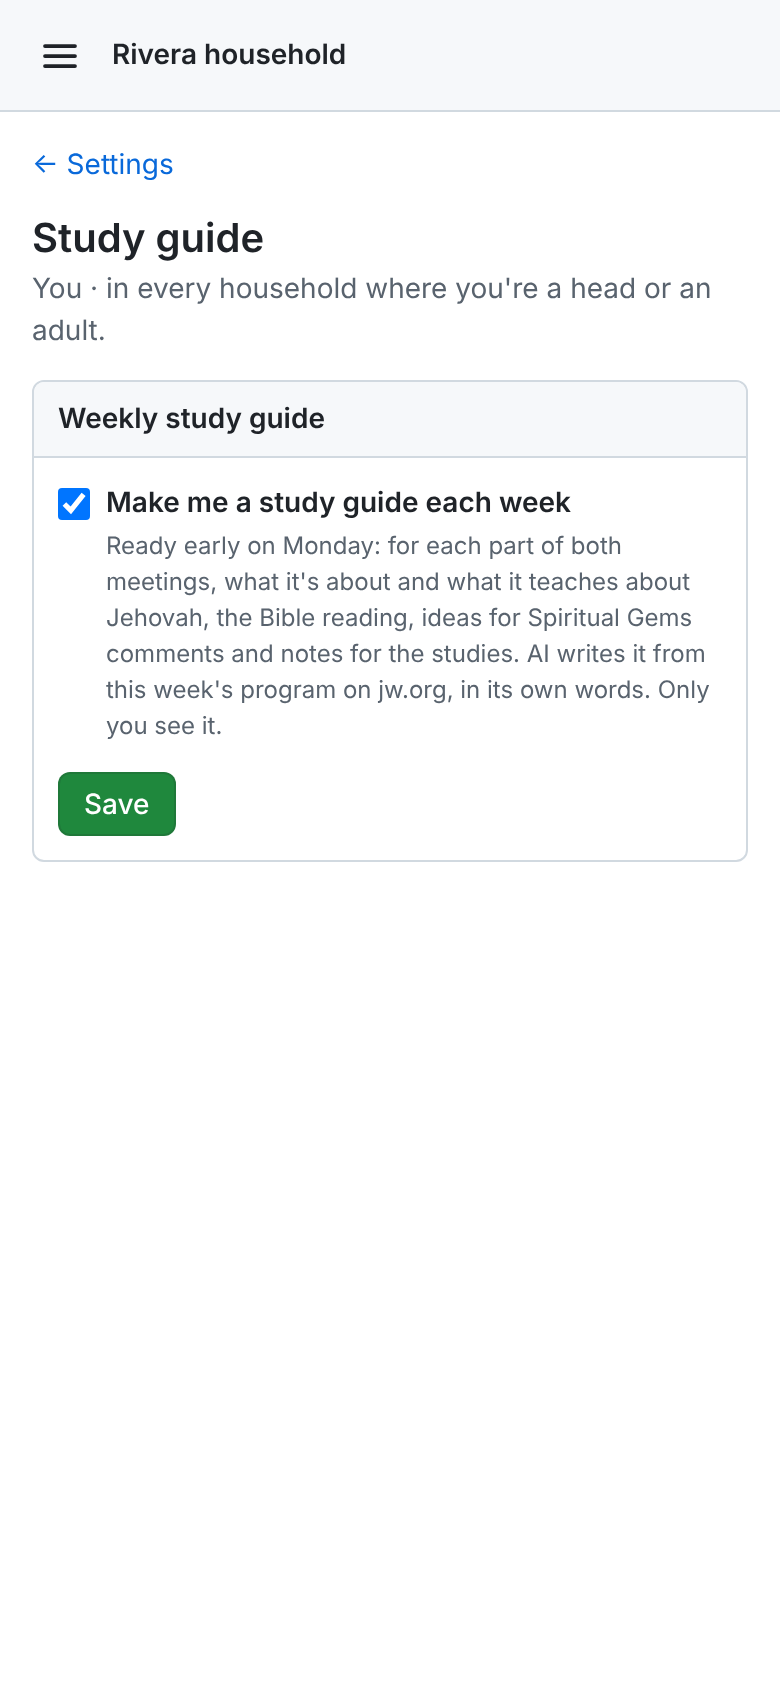 Rivera household
← Settings
Study guide
You · in every household where you're a head or an
adult.
Weekly study guide
Make me a study guide each week
Ready early on Monday: for each part of both
meetings, what it's about and what it teaches about
Jehovah, the Bible reading, ideas for Spiritual Gems
comments and notes for the studies. AI writes it from
this week's program on jw.org, in its own words. Only
you see it.
Save